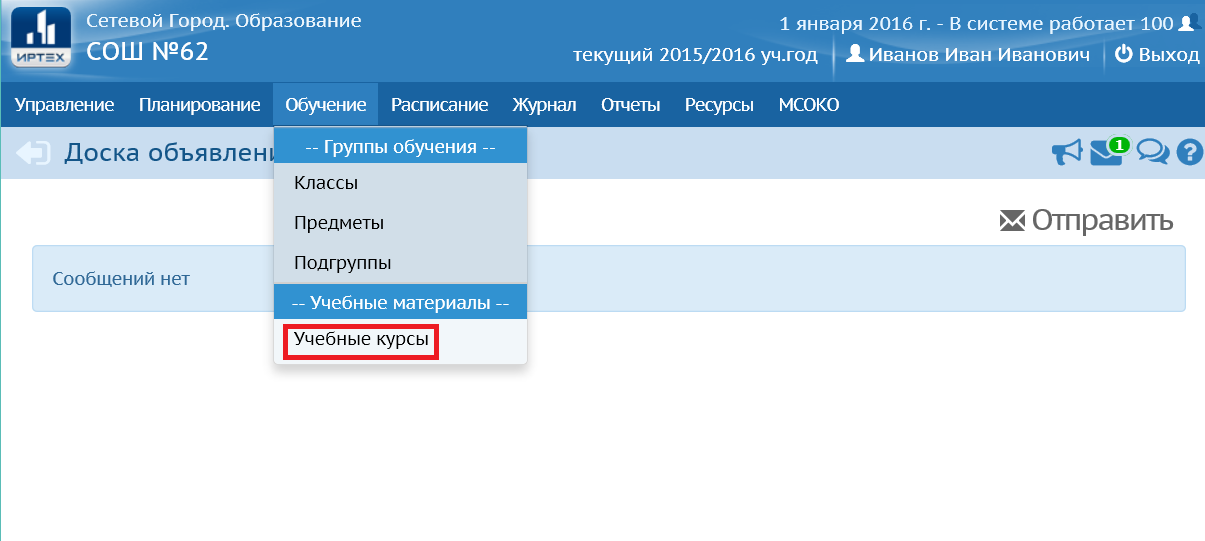 Сетевой Город. Образование
1 января 2016 г. - В системе работает 100
ИРТЕХ
СОШ №62
текущий 2015/2016 уч.год
Иванов Иван Иванович
Выход
Управление
Планирование
Обучение
Расписание
Журнал
Отчеты
Ресурсы
МСОКО
Доска объявлени
1
?
-- Группы обучения --
Классы
Предметы
Подгруппы
-- Учебные материалы --
Учебные курсы
Отправить
Сообщений нет